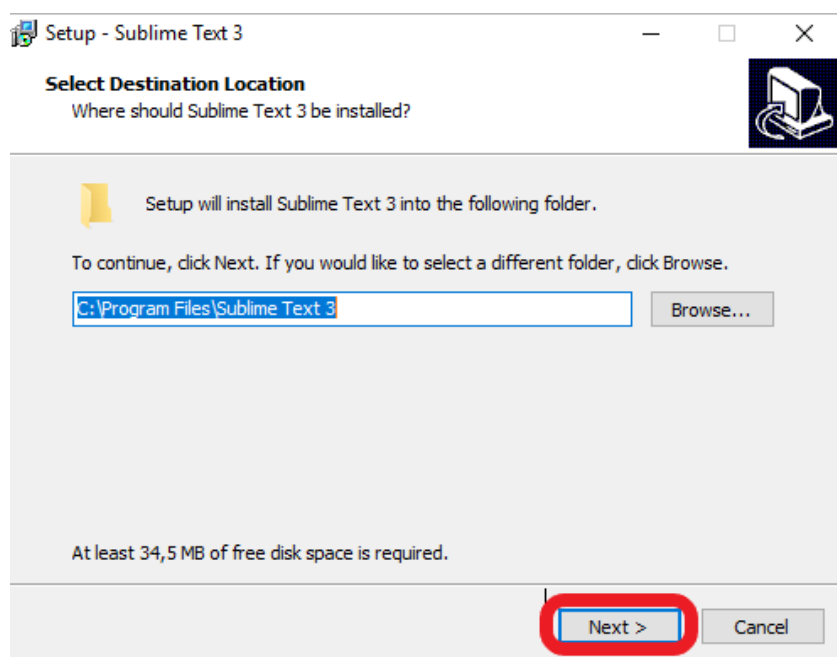 Setup - Sublime Text 3
Select Destination Location
Where should Sublime Text 3 be installed?
Setup will install Sublime Text 3 into the following folder.
To continue, click Next. If you would like to select a different folder, click Browse.
C:\Program Files\Sublime Text 3
Browse...
At least 34,5 MB of free disk space is required.
Next >
Cancel